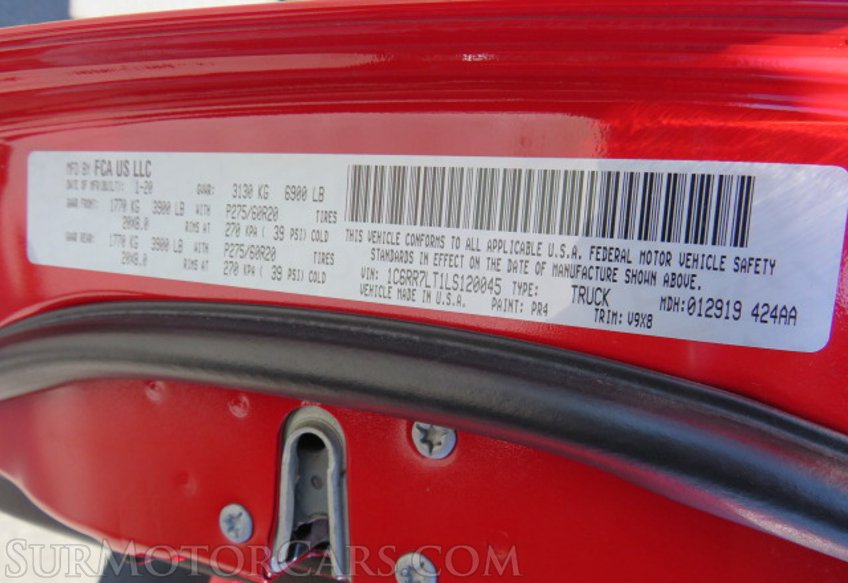 MFD BY FCA US LLC
DATE OF MFR(BUILT): 1-20 GVWR: 3130 KG 6900 LB
GAWR FRONT: 1770 KG 3900 LB WITH P275/60R20 TIRES
20X8.0 RIMS AT 270 KPA ( 39 PSI) COLD
GAWR REAR: 1770 KG 3900 LB WITH P275/60R20 TIRES
20X8.0 RIMS AT 270 KPA ( 39 PSI) COLD
THIS VEHICLE CONFORMS TO ALL APPLICABLE U.S.A. FEDERAL MOTOR VEHICLE SAFETY
STANDARDS IN EFFECT ON THE DATE OF MANUFACTURE SHOWN ABOVE.
VIN: 1C6RR7LT1LS120045 TYPE: TRUCK MDH:012919 424AA
VEHICLE MADE IN U.S.A. PAINT: PR4 TRIM: V9X8
SURMOTORCARS.COM